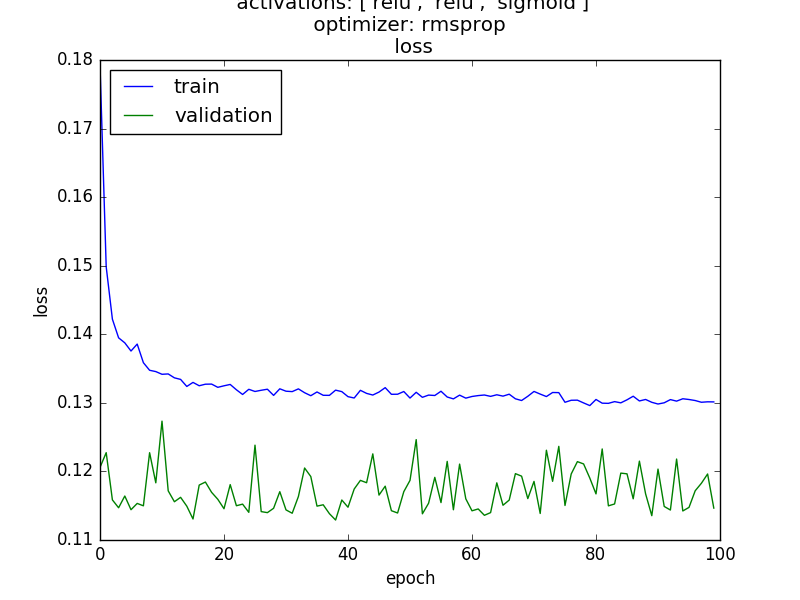 activations: ['relu', 'relu', 'sigmoid']
optimizer: rmsprop
loss
0.18
train
validation
0.17
0.16
0.15
0.14
0.13
0.12
0.11
loss
0 20 40 60 80 100
epoch